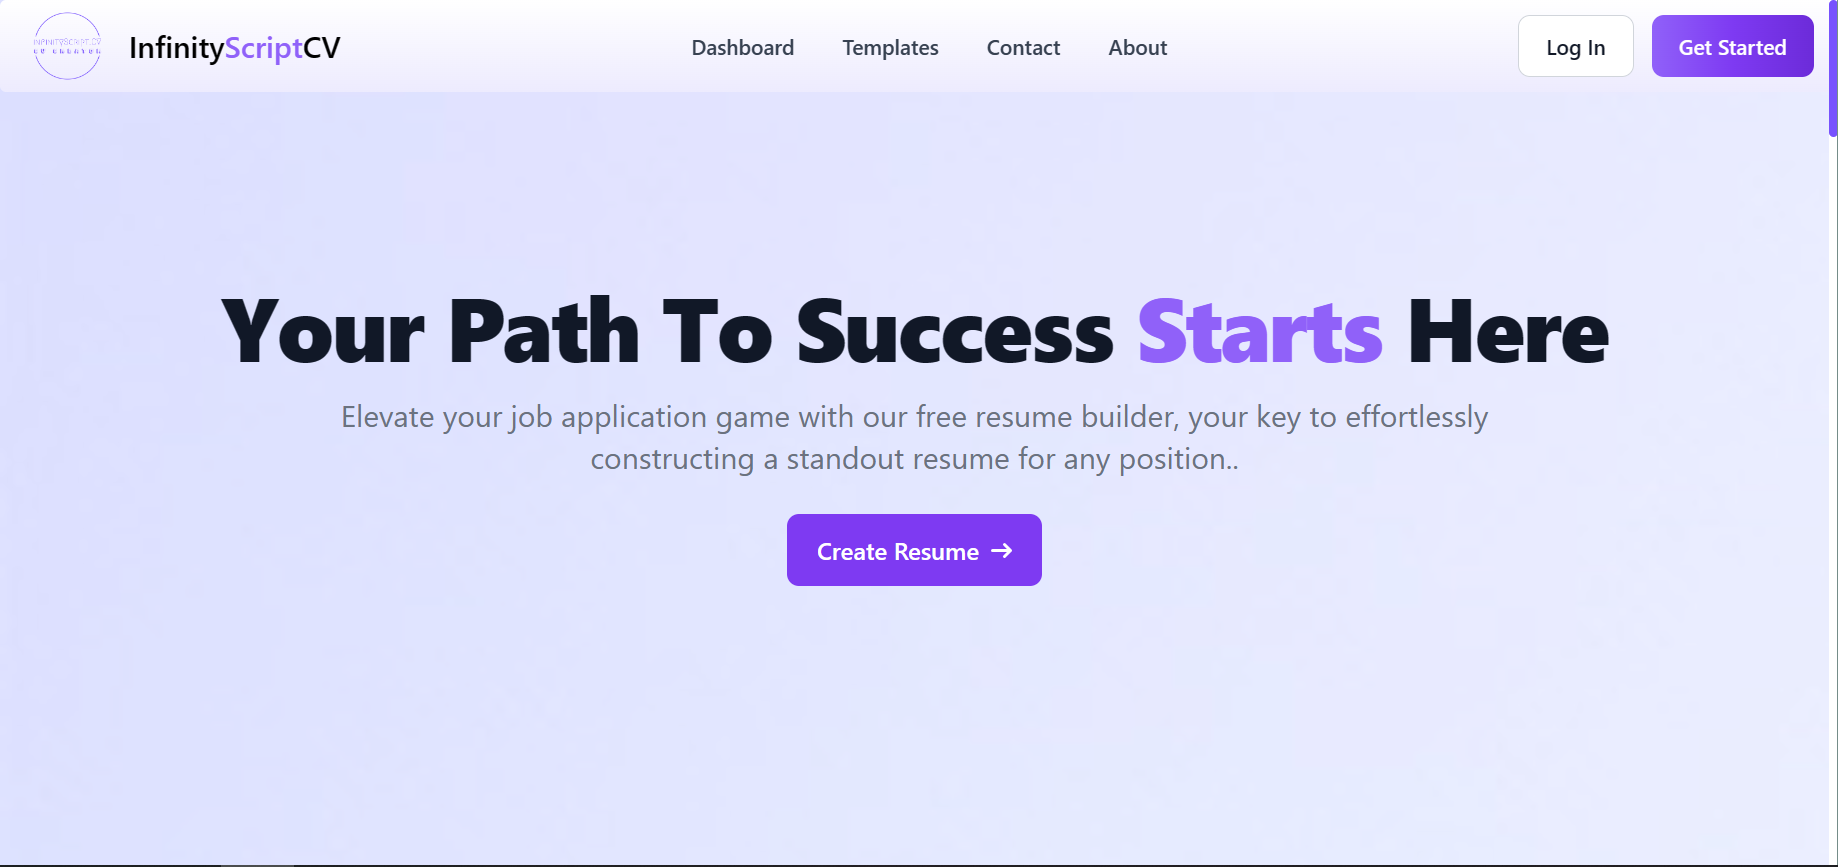 INFINITYSCRIPT.CV
CV CREATOR
InfinityScriptCV
Dashboard
Templates
Contact
About
Log In
Get Started
Your Path To Success Starts Here
Elevate your job application game with our free resume builder, your key to effortlessly
constructing a standout resume for any position..
Create Resume →